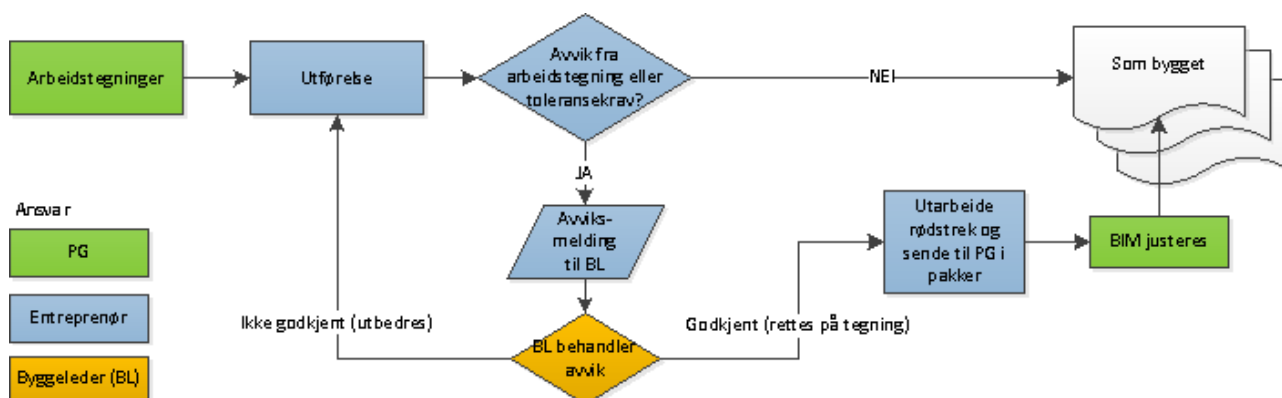 Arbeidstegninger
Utførelse
Avvik fra
arbeidstegning eller
toleransekrav?
NEI
Som bygget
JA
Avviks-
melding
til BL
Utarbeide
rødstrek og
sende til PG i
pakker
BIM justeres
Ikke godkjent (utbedres)
Godkjent (rettes på tegning)
BL behandler
avvik
Ansvar
PG
Entreprenør
Byggeleder (BL)